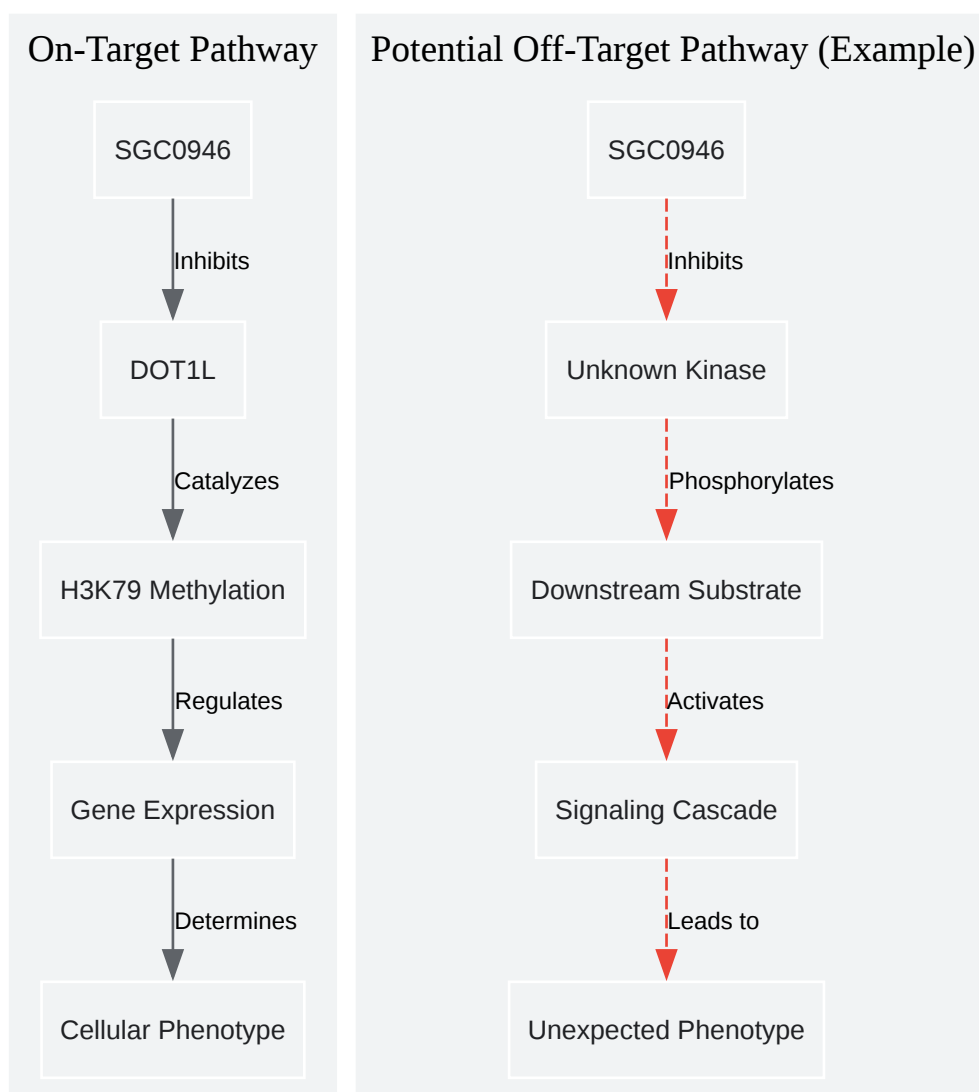 On-Target Pathway
SGC0946
Inhibits
DOT1L
Catalyzes
H3K79 Methylation
Regulates
Gene Expression
Determines
Cellular Phenotype
Potential Off-Target Pathway (Example)
SGC0946
Inhibits
Unknown Kinase
Phosphorylates
Downstream Substrate
Activates
Signaling Cascade
Leads to
Unexpected Phenotype